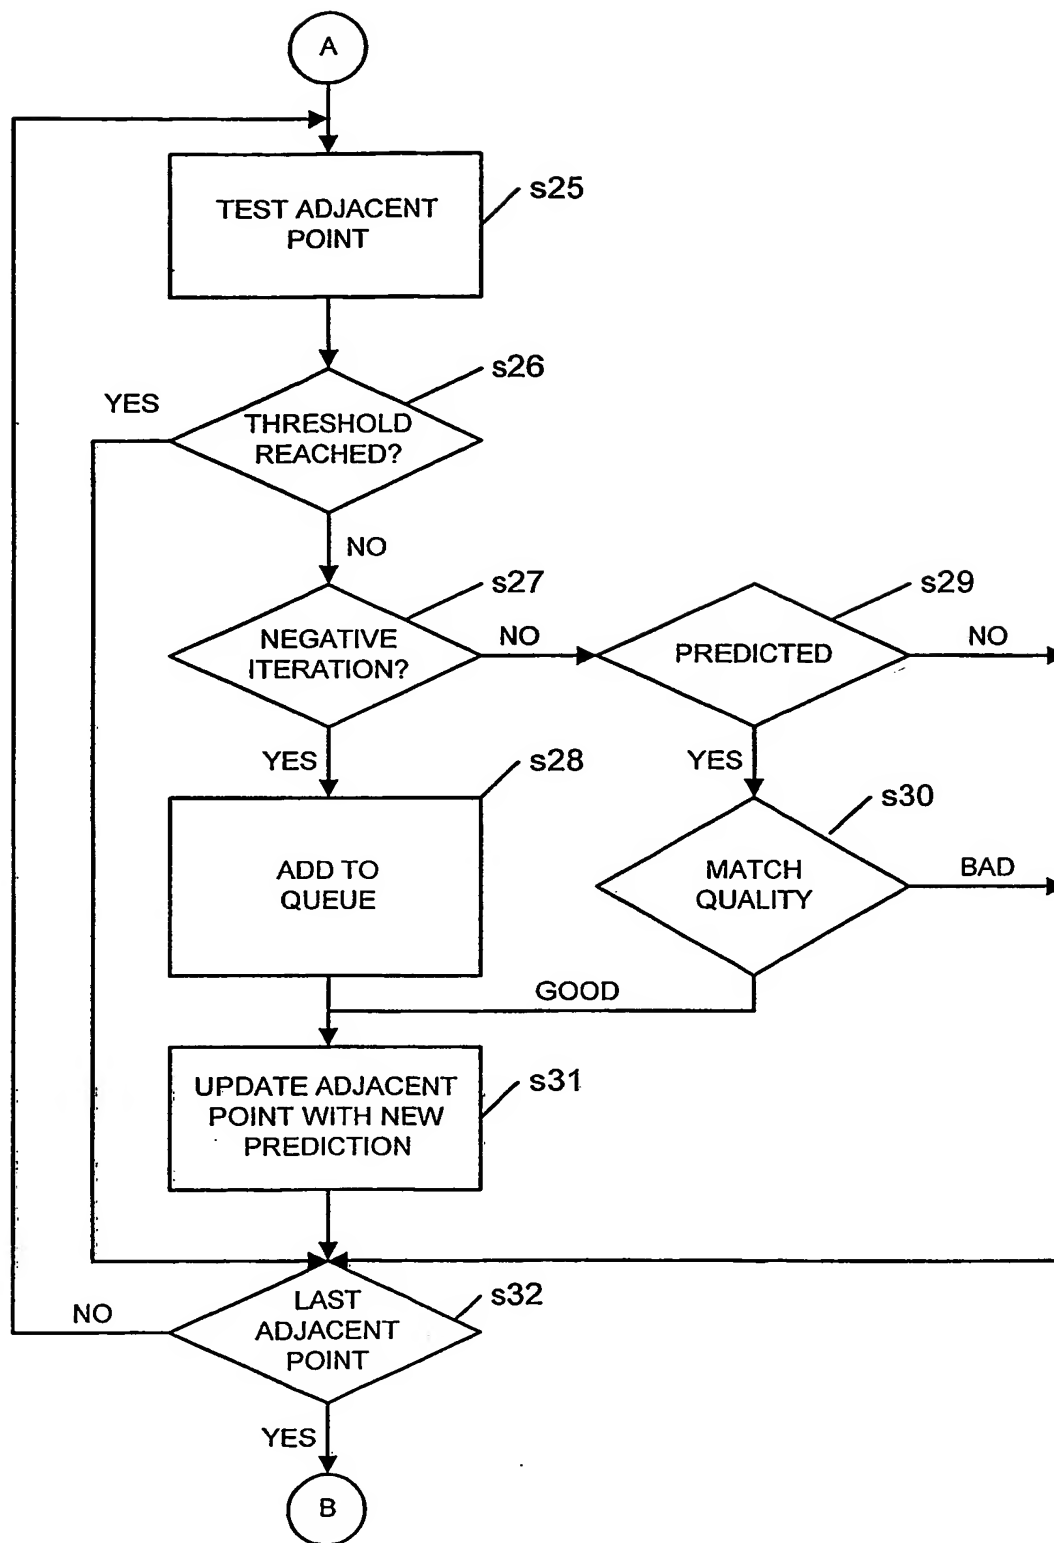 A
TEST ADJACENT
POINT
s25
s26
YES
THRESHOLD
REACHED?
NO
s27
NEGATIVE
ITERATION?
NO
s29
PREDICTED
NO
YES
s28
YES
s30
ADD TO
QUEUE
MATCH
QUALITY
BAD
GOOD
UPDATE ADJACENT
POINT WITH NEW
PREDICTION
s31
NO
LAST
ADJACENT
POINT
s32
YES
B